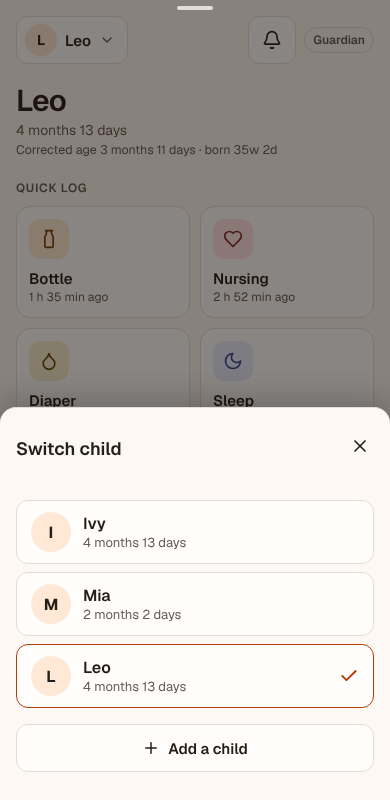 L Leo
Guardian
Leo
4 months 13 days
Corrected age 3 months 11 days · born 35w 2d
QUICK LOG
Bottle
1 h 35 min ago
Nursing
2 h 52 min ago
Diaper
Sleep
Switch child
I
Ivy
4 months 13 days
M
Mia
2 months 2 days
L
Leo
4 months 13 days
Add a child